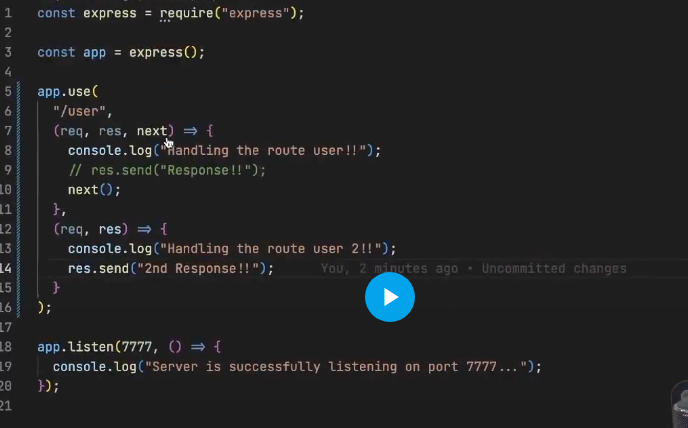 1 const express = require("express");
2
3 const app = express();
4
5 app.use(
6 "/user",
7 (req, res, next) => {
8 console.log("Handling the route user!!");
9 // res.send("Response!!");
10 next();
11 },
12 (req, res) => {
13 console.log("Handling the route user 2!!");
14 res.send("2nd Response!!"); You, 2 minutes ago • Uncommitted changes
15 }
16 );
17
18 app.listen(7777, () => {
19 console.log("Server is successfully listening on port 7777...");
20 });
21